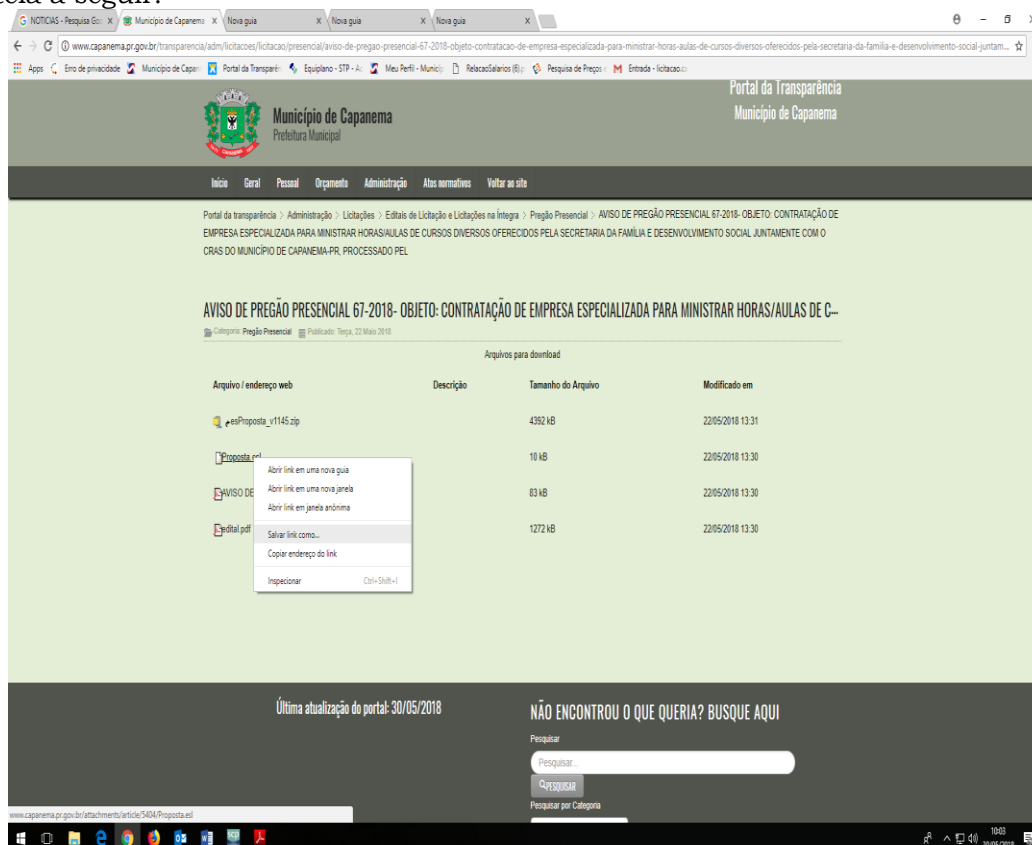 tela a seguir:
NOTICIAS - Pesquisa Goo X Município de Capanema X Nova guia X Nova guia X Nova guia X
www.capanema.pr.gov.br/transparencia/adm/licitacoes/licitacao/presencial/aviso-de-pregao-presencial-67-2018-objeto-contratacao-de-empresa-especializada-para-ministrar-horas-aulas-de-cursos-diversos-oferecidos-pela-secretaria-da-familia-e-desenvolvimento-social-juntam...
Apps Erro de privacidade Município de Capan Portal da Transparên Equiplano - STP - Ac Meu Perfil - Municíp RelacaoSalarios (6).p Pesquisa de Preços Entrada - licitacao.c
Portal da Transparência
Município de Capanema
Município de Capanema
Prefeitura Municipal
Início Geral Pessoal Orçamento Administração Atos normativos Voltar ao site
Portal da transparência > Administração > Licitações > Editais de Licitação e Licitações na Íntegra > Pregão Presencial > AVISO DE PREGÃO PRESENCIAL 67-2018- OBJETO: CONTRATAÇÃO DE
EMPRESA ESPECIALIZADA PARA MINISTRAR HORAS/AULAS DE CURSOS DIVERSOS OFERECIDOS PELA SECRETARIA DA FAMÍLIA E DESENVOLVIMENTO SOCIAL JUNTAMENTE COM O
CRAS DO MUNICÍPIO DE CAPANEMA-PR, PROCESSADO PEL
AVISO DE PREGÃO PRESENCIAL 67-2018- OBJETO: CONTRATAÇÃO DE EMPRESA ESPECIALIZADA PARA MINISTRAR HORAS/AULAS DE C...
Categoria: Pregão Presencial Publicado: Terça, 22 Maio 2018
Arquivos para download
Arquivo / endereço web Descrição Tamanho do Arquivo Modificado em
esProposta_v1145.zip 4392 kB 22/05/2018 13:31
Proposta.esl 10 kB 22/05/2018 13:30
AVISO DE 83 kB 22/05/2018 13:30
edital.pdf 1272 kB 22/05/2018 13:30
Abrir link em uma nova guia
Abrir link em uma nova janela
Abrir link em janela anônima
Salvar link como...
Copiar endereço do link
Inspecionar Ctrl+Shift+I
Última atualização do portal: 30/05/2018
NÃO ENCONTROU O QUE QUERIA? BUSQUE AQUI
Pesquisar
Pesquisar...
PESQUISAR
Pesquisar por Categoria
www.capanema.pr.gov.br/attachments/article/5404/Proposta.esl
10:03
30/05/2018